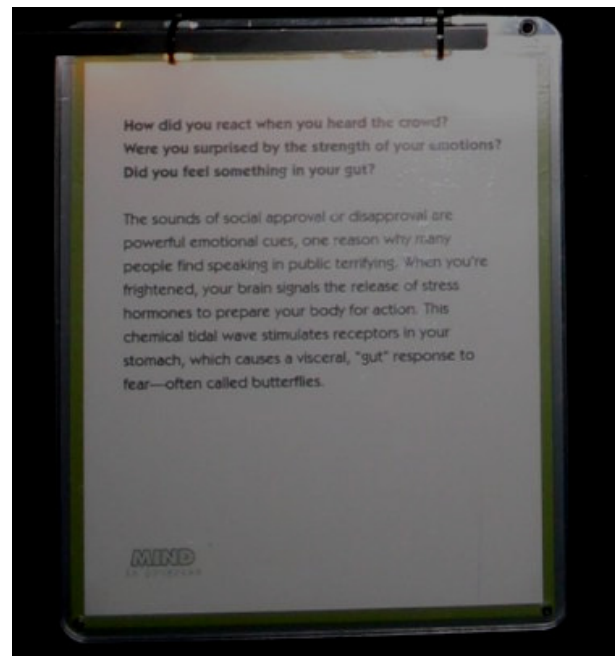 How did you react when you heard the crowd?
Were you surprised by the strength of your emotions?
Did you feel something in your gut?
The sounds of social approval or disapproval are
powerful emotional cues, one reason why many
people find speaking in public terrifying. When you're
frightened, your brain signals the release of stress
hormones to prepare your body for action. This
chemical tidal wave stimulates receptors in your
stomach, which causes a visceral, "gut" response to
fear—often called butterflies.
MIND